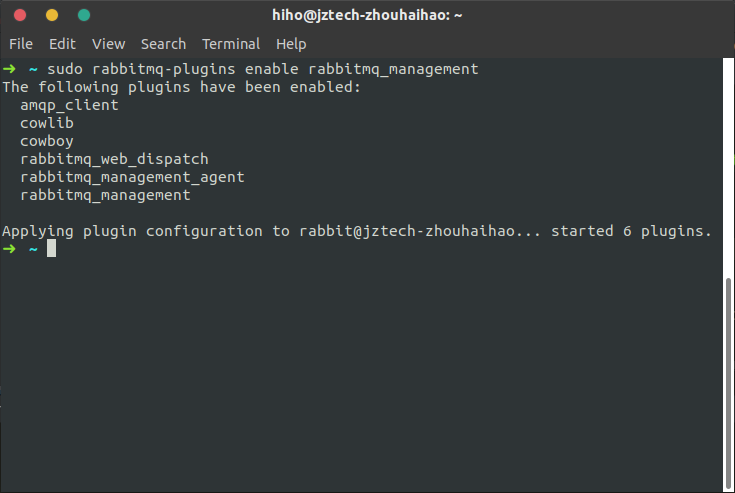 hiho@jztech-zhouhaihao: ~
File Edit View Search Terminal Help
➜ ~ sudo rabbitmq-plugins enable rabbitmq_management
The following plugins have been enabled:
  amqp_client
  cowlib
  cowboy
  rabbitmq_web_dispatch
  rabbitmq_management_agent
  rabbitmq_management

Applying plugin configuration to rabbit@jztech-zhouhaihao... started 6 plugins.
➜ ~